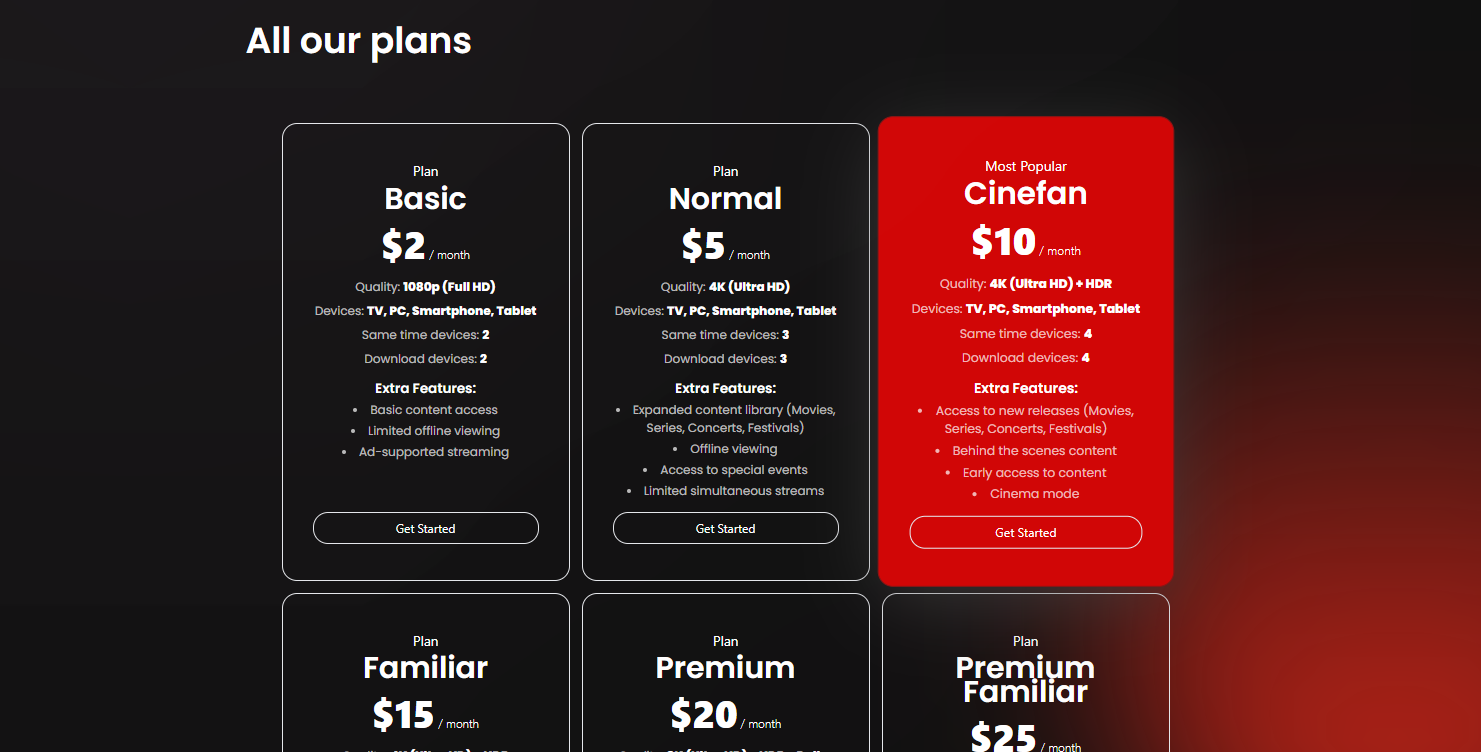 All our plans
Plan
Basic
$2 / month
Quality: 1080p (Full HD)
Devices: TV, PC, Smartphone, Tablet
Same time devices: 2
Download devices: 2
Extra Features:
• Basic content access
• Limited offline viewing
• Ad-supported streaming
Get Started
Plan
Normal
$5 / month
Quality: 4K (Ultra HD)
Devices: TV, PC, Smartphone, Tablet
Same time devices: 3
Download devices: 3
Extra Features:
• Expanded content library (Movies,
Series, Concerts, Festivals)
• Offline viewing
• Access to special events
• Limited simultaneous streams
Get Started
Most Popular
Cinefan
$10 / month
Quality: 4K (Ultra HD) + HDR
Devices: TV, PC, Smartphone, Tablet
Same time devices: 4
Download devices: 4
Extra Features:
• Access to new releases (Movies,
Series, Concerts, Festivals)
• Behind the scenes content
• Early access to content
• Cinema mode
Get Started
Plan
Familiar
$15 / month
Plan
Premium
$20 / month
Plan
Premium
Familiar
$25 / month